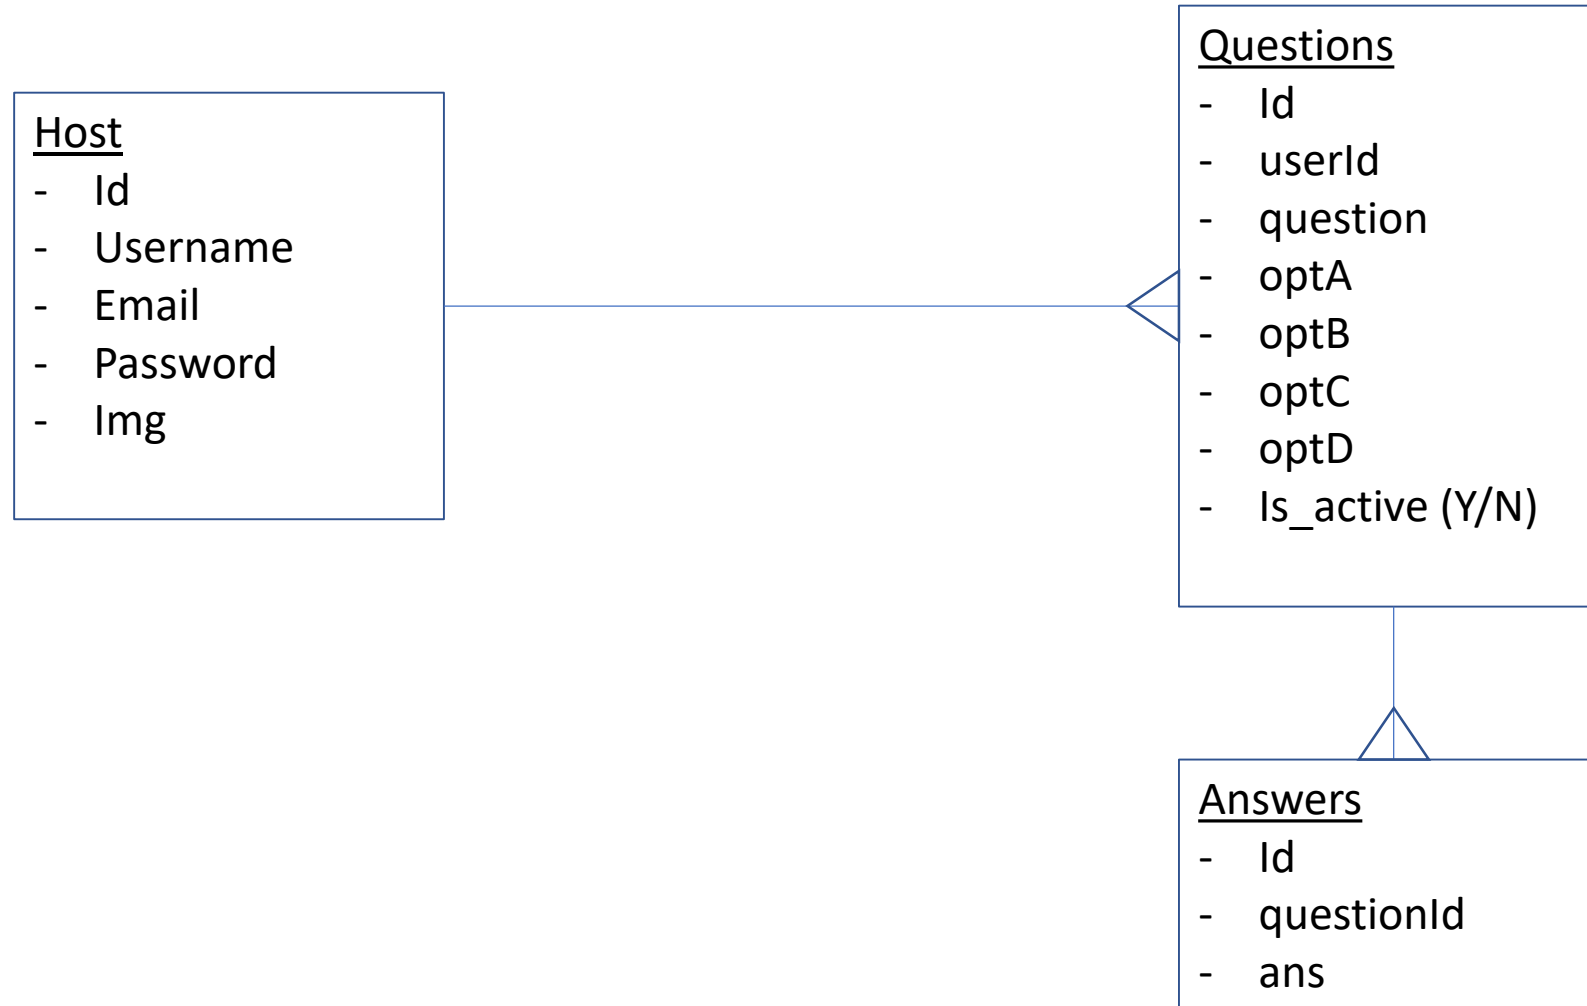 Host
- Id
- Username
- Email
- Password
- Img
Questions
- Id
- userId
- question
- optA
- optB
- optC
- optD
- Is_active (Y/N)
Answers
- Id
- questionId
- ans